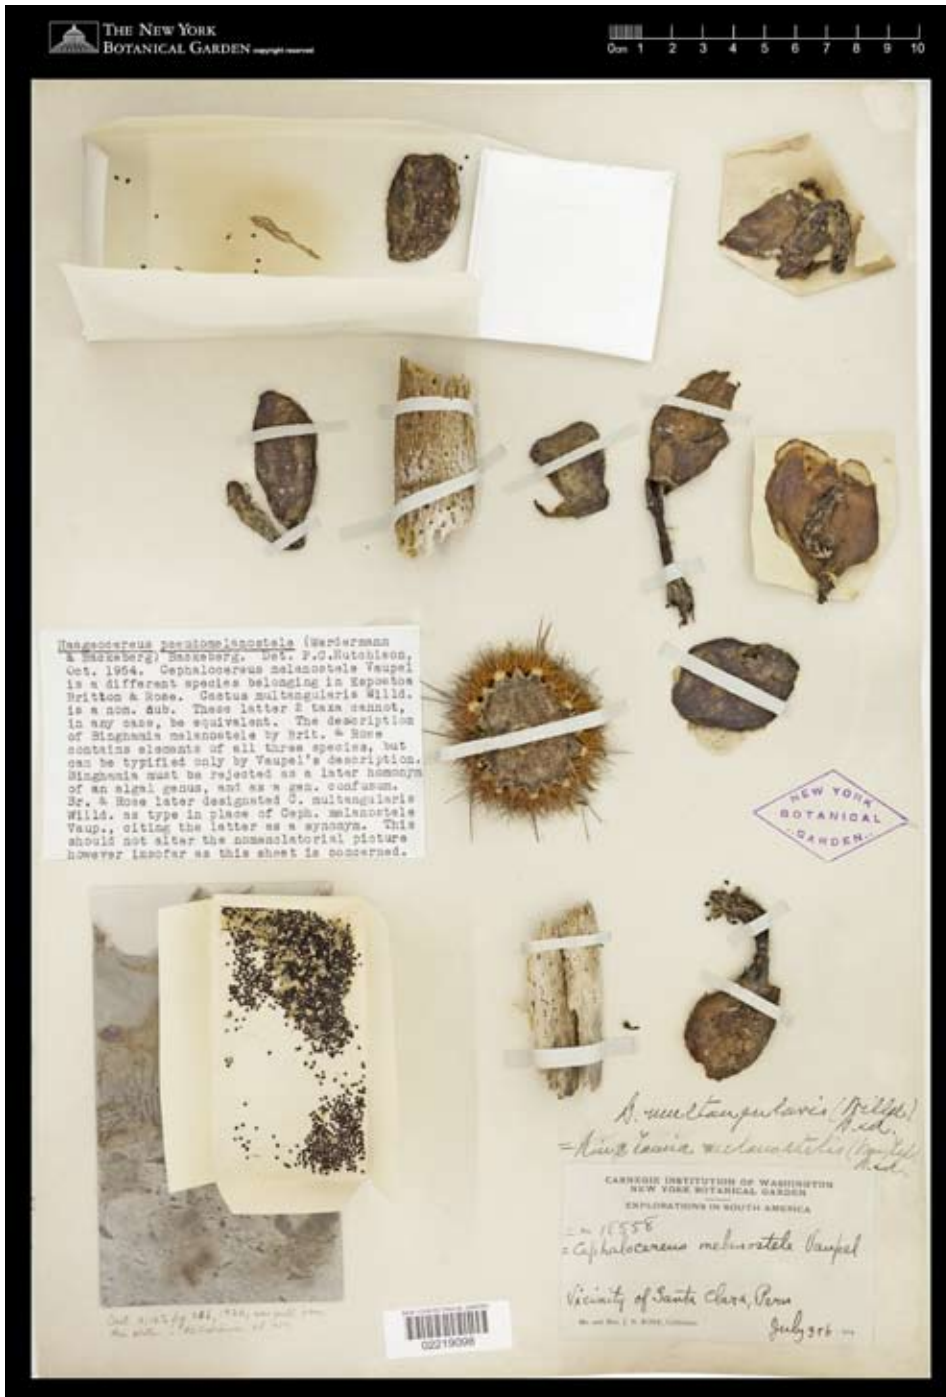 THE NEW YORK
BOTANICAL GARDEN copyright reserved
0cm 1 2 3 4 5 6 7 8 9 10
Haageocereus pseudomelanostele (Werdermann
& Backeberg) Backeberg. Det. P.C.Hutchison,
Oct. 1954. Cephalocereus melanostele Vaupel
is a different species belonging in Espostoa
Britton & Rose. Cactus multangularis Willd.
is a nom. dub. These latter 2 taxa cannot,
in any case, be equivalent. The description
of Binghamia melanostele by Brit. & Rose
contains elements of all three species, but
can be typified only by Vaupel's description.
Binghamia must be rejected as a later homonym
of an algal genus, and as a gen. confusum.
Br. & Rose later designated C. multangularis
Willd. as type in place of Ceph. melanostele
Vaup., citing the latter as a synonym. This
should not alter the nomenclatorial picture
however insofar as this sheet is concerned.
NEW YORK
BOTANICAL
GARDEN
B. multangularis (Willd.)
CARNEGIE INSTITUTION OF WASHINGTON
NEW YORK BOTANICAL GARDEN
EXPLORATIONS IN SOUTH AMERICA
18558
= Cephalocereus melanostele Vaupel
Vicinity of Santa Clara, Peru
July
02219098